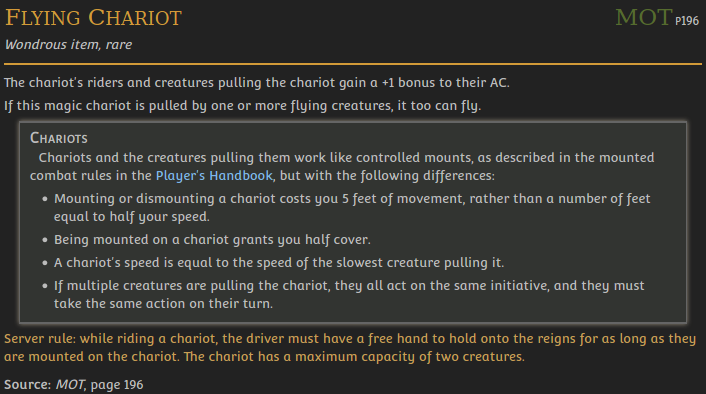 Flying Chariot MOT P196
Wondrous item, rare
The chariot's riders and creatures pulling the chariot gain a +1 bonus to their AC.
If this magic chariot is pulled by one or more flying creatures, it too can fly.
Chariots
Chariots and the creatures pulling them work like controlled mounts, as described in the mounted
combat rules in the Player's Handbook, but with the following differences:
• Mounting or dismounting a chariot costs you 5 feet of movement, rather than a number of feet
equal to half your speed.
• Being mounted on a chariot grants you half cover.
• A chariot's speed is equal to the speed of the slowest creature pulling it.
• If multiple creatures are pulling the chariot, they all act on the same initiative, and they must
take the same action on their turn.
Server rule: while riding a chariot, the driver must have a free hand to hold onto the reigns for as long as they
are mounted on the chariot. The chariot has a maximum capacity of two creatures.
Source: MOT, page 196